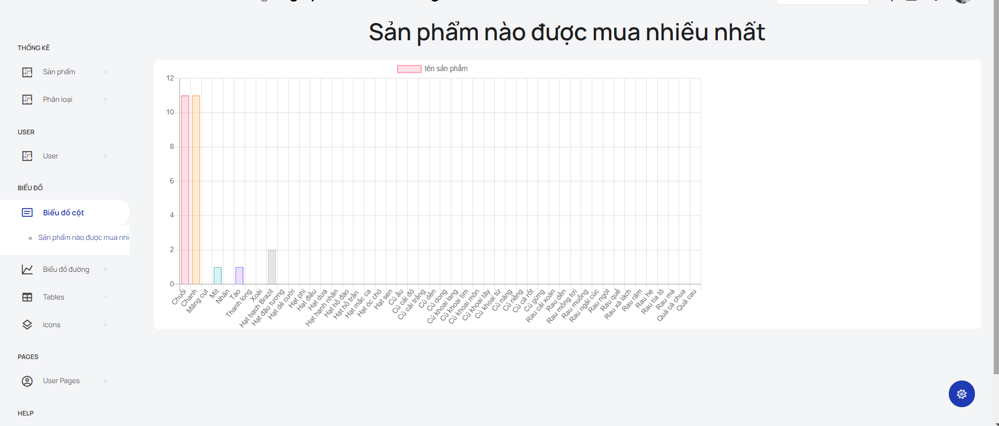 Sản phẩm nào được mua nhiều nhất
THỐNG KÊ
Sản phẩm
Phân loại
USER
User
BIỂU ĐỒ
Biểu đồ cột
Sản phẩm nào được mua nhi
Biểu đồ đường
Tables
Icons
PAGES
User Pages
HELP
tên sản phẩm
12
10
8
6
4
2
0
Chuối
Chanh
Măng cụt
Mít
Nhãn
Táo
Thanh long
Xoài
Hạt bạch Brazil
Hạt đậu tương
Hạt dẻ cười
Hạt phỉ
Hạt điều
Hạt dưa
Hạt hạnh nhân
Hạt hồ đào
Hạt hồ trăn
Hạt mắc ca
Hạt óc chó
Hạt sen
Củ ấu
Củ cải đỏ
Củ cải trắng
Củ dền
Củ dong
Củ khoai lang
Củ khoai tím
Củ khoai môn
Củ khoai tây
Củ khoai từ
Củ năng
Củ riềng
Củ cà rốt
Củ gừng
Rau cải xoăn
Rau dền
Rau mồng tơi
Rau muống
Rau ngải cúc
Rau ngót
Rau quế
Rau xà lách
Rau răm
Rau hẹ
Rau tía tô
Rau má
Quả cà chua
Quả cau